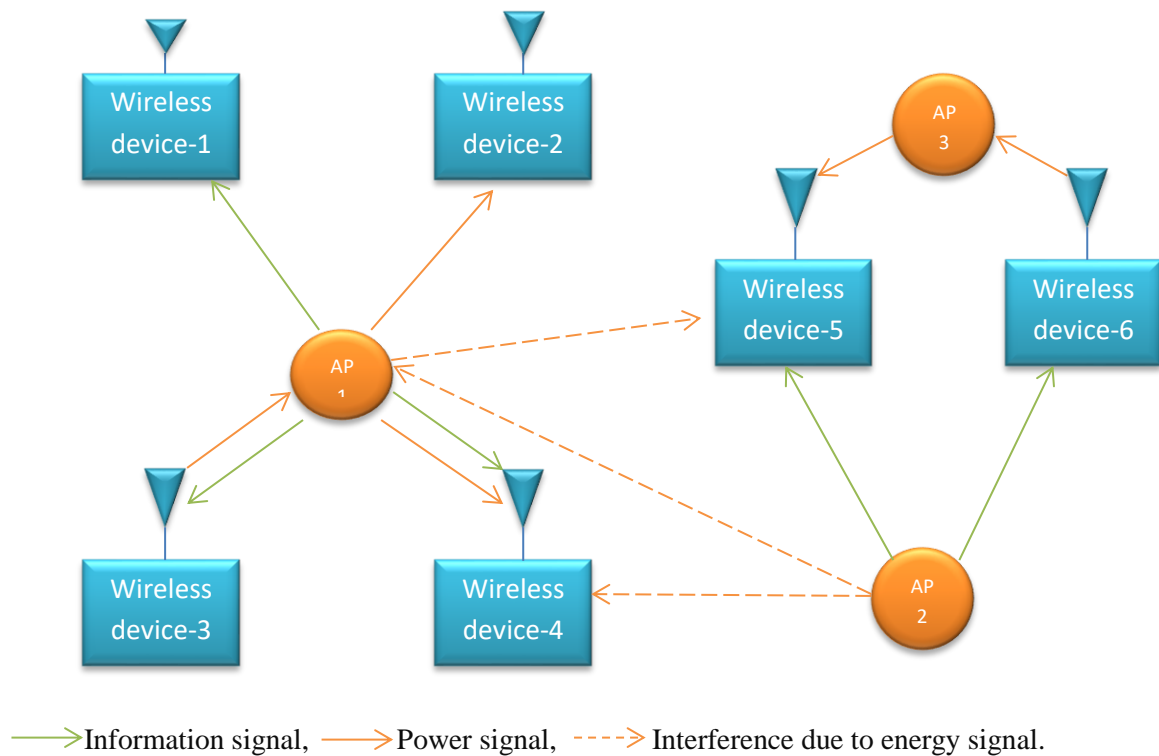 Wireless
device-1
Wireless
device-2
AP
3
Wireless
device-5
Wireless
device-6
AP
1
Wireless
device-3
Wireless
device-4
AP
2
Information signal, Power signal, Interference due to energy signal.